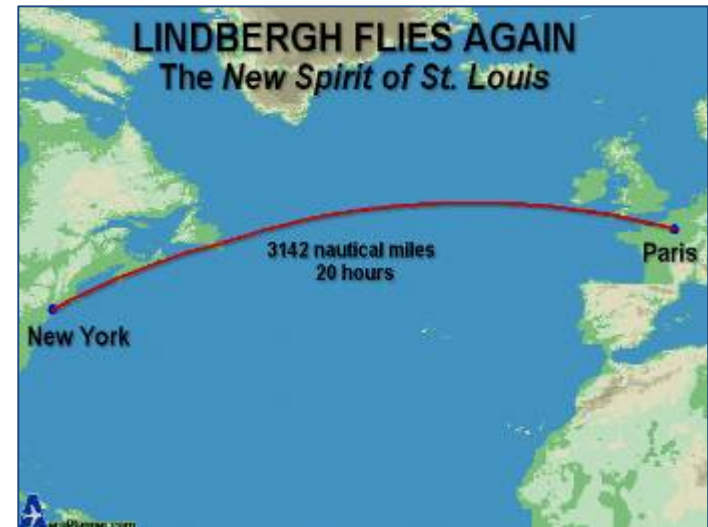 LINDBERGH FLIES AGAIN
The New Spirit of St. Louis
3142 nautical miles
20 hours
Paris
New York